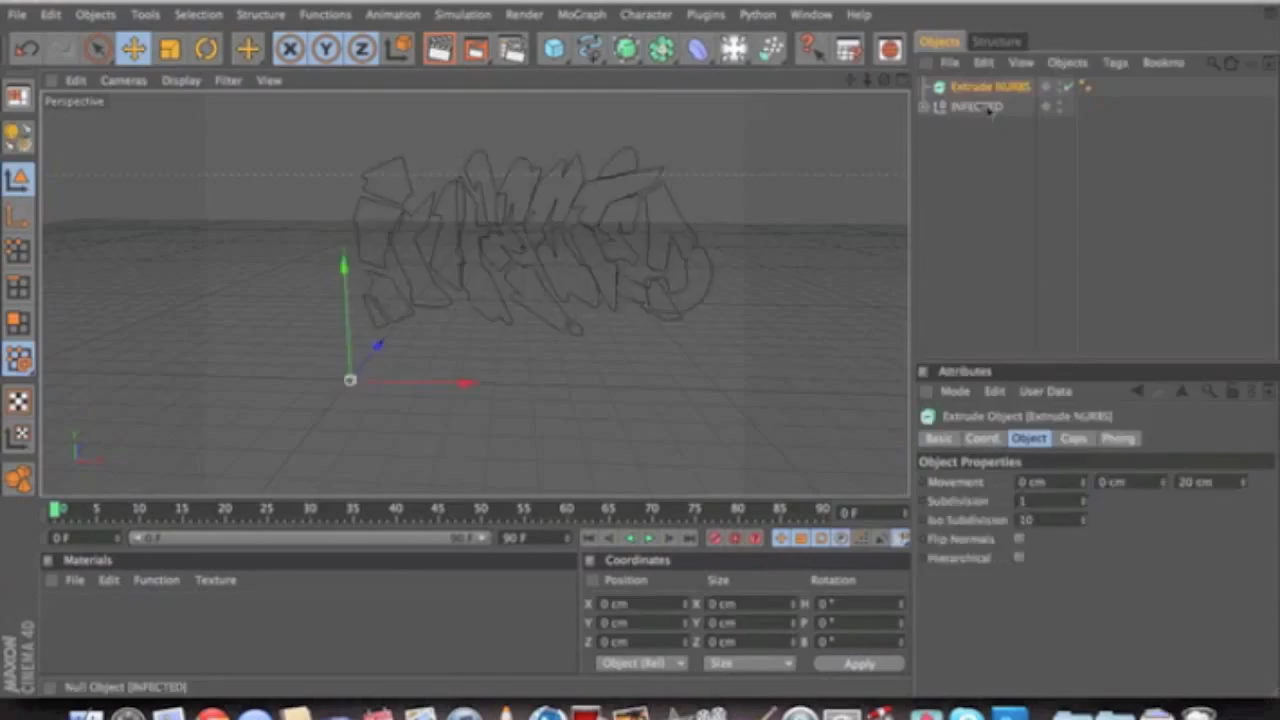 File Edit Objects Tools Selection Structure Functions Animation Simulation Render MoGraph Character Plugins Python Window Help
X Y Z
Objects Structure
File Edit View Objects Tags Bookma
Edit Cameras Display Filter View
Perspective
Extrude NURBS
INFECTED
Attributes
Mode Edit User Data
Extrude Object [Extrude NURBS]
Basic Coord. Object Caps Phong
Object Properties
Movement 0 cm 0 cm 20 cm
Subdivision 1
Iso Subdivision 10
Flip Normals
Hierarchical
0 5 10 15 20 25 30 35 40 45 50 55 60 65 70 75 80 85 90 0 F
0 F 0 F 90 F 90 F
Materials
File Edit Function Texture
Coordinates
Position Size Rotation
X 0 cm X 0 cm H 0 °
Y 0 cm Y 0 cm P 0 °
Z 0 cm Z 0 cm B 0 °
Object (Rel) Size Apply
MAXON
CINEMA 4D
Null Object [INFECTED]